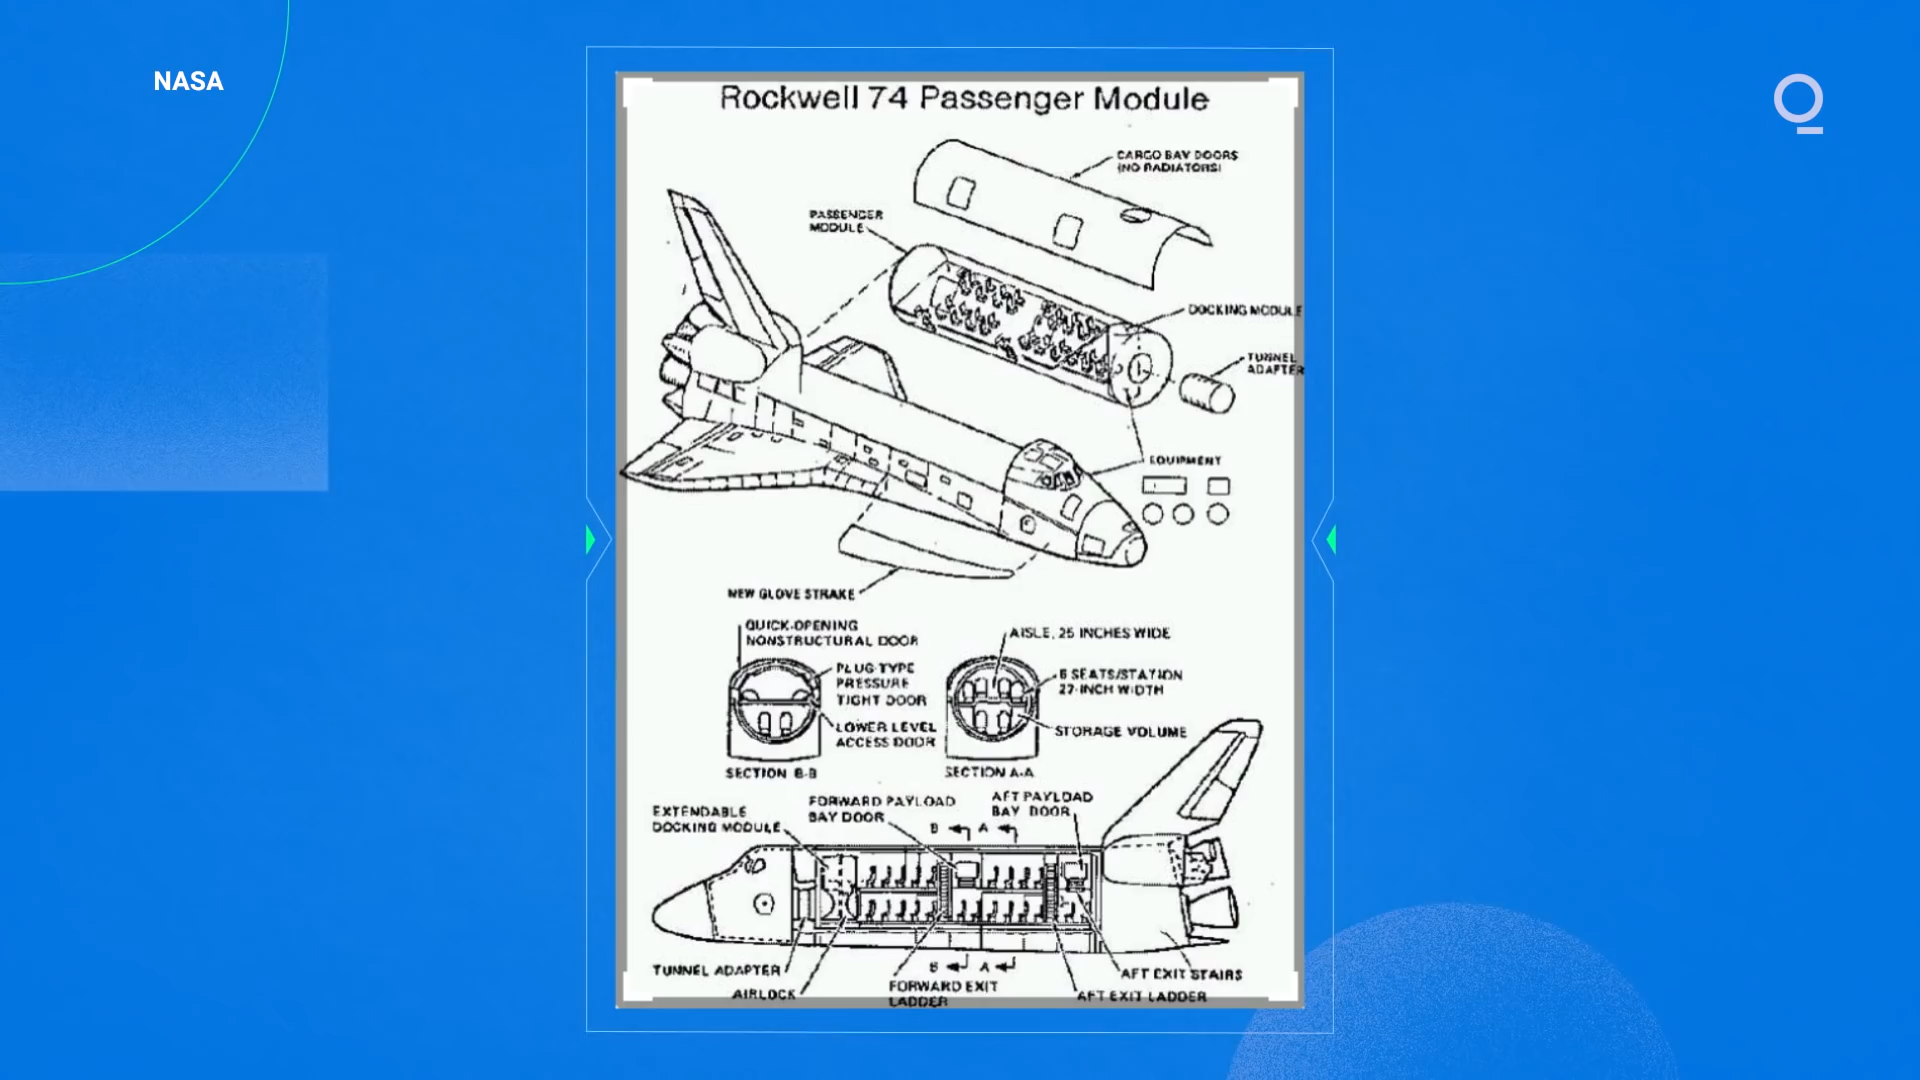 NASA
Rockwell 74 Passenger Module
CARGO BAY DOORS
(NO RADIATORS)
PASSENGER
MODULE
DOCKING MODULE
TUNNEL
ADAPTER
EQUIPMENT
NEW GLOVE STRAKE
QUICK-OPENING
NONSTRUCTURAL DOOR
PLUG-TYPE
PRESSURE
TIGHT DOOR
LOWER LEVEL
ACCESS DOOR
SECTION B-B
AISLE, 25 INCHES WIDE
6 SEATS/STATION
27-INCH WIDTH
STORAGE VOLUME
SECTION A-A
EXTENDABLE
DOCKING MODULE
FORWARD PAYLOAD
BAY DOOR
AFT PAYLOAD
BAY DOOR
B A
TUNNEL ADAPTER
AIRLOCK
B A
FORWARD EXIT
LADDER
AFT EXIT STAIRS
AFT EXIT LADDER